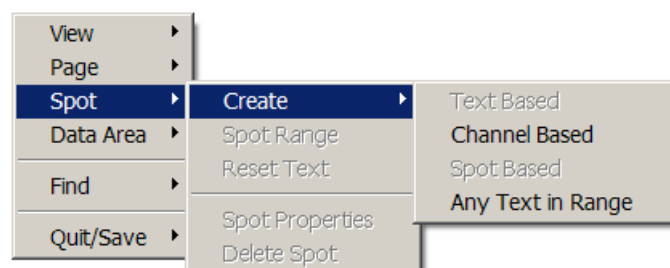 View
Page
Spot
Data Area
Find
Quit/Save
Create
Spot Range
Reset Text
Spot Properties
Delete Spot
Text Based
Channel Based
Spot Based
Any Text in Range